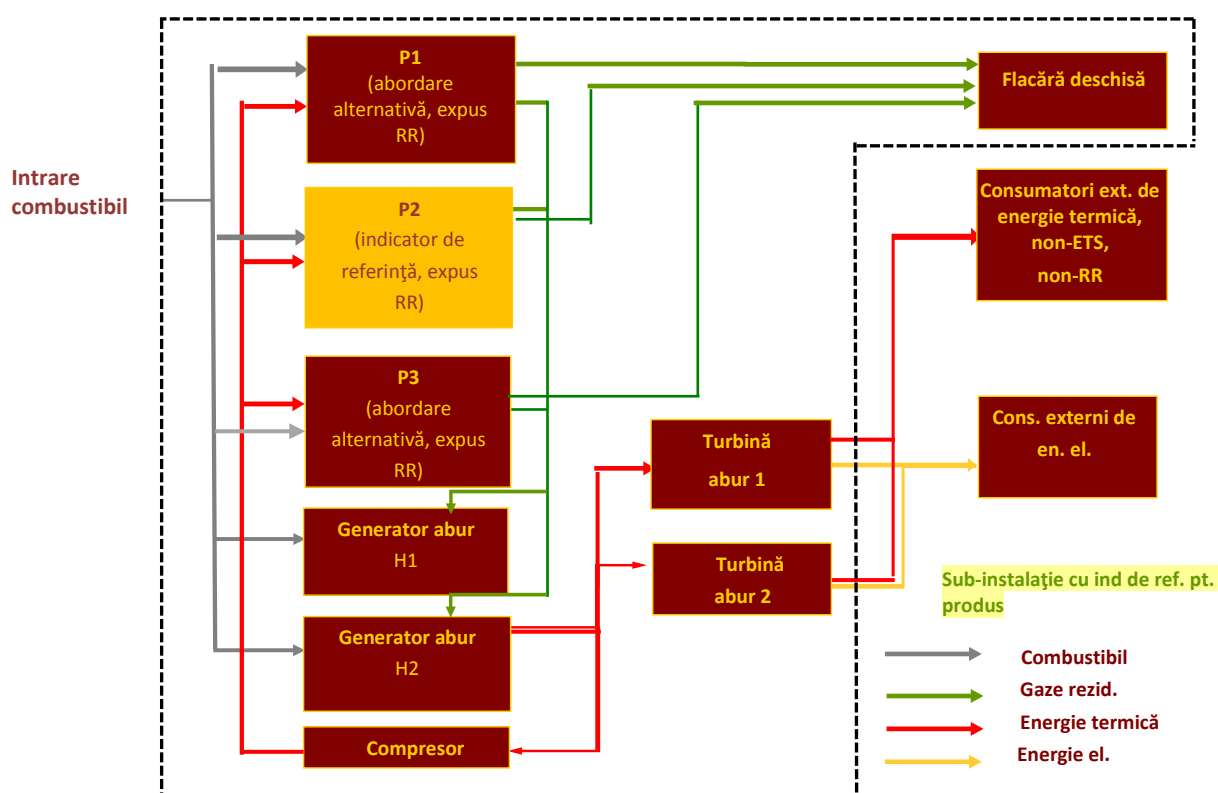 P1
(abordare
alternativă, expus
RR)
Flacără deschisă
Intrare
combustibil
P2
(indicator de
referinţă, expus
RR)
Consumatori ext. de
energie termică,
non-ETS,
non-RR
P3
(abordare
alternativă, expus
RR)
Turbină
abur 1
Cons. externi de
en. el.
Generator abur
H1
Turbină
abur 2
Sub-instalaţie cu ind de ref. pt.
produs
Generator abur
H2
Combustibil
Gaze rezid.
Energie termică
Compresor
Energie el.